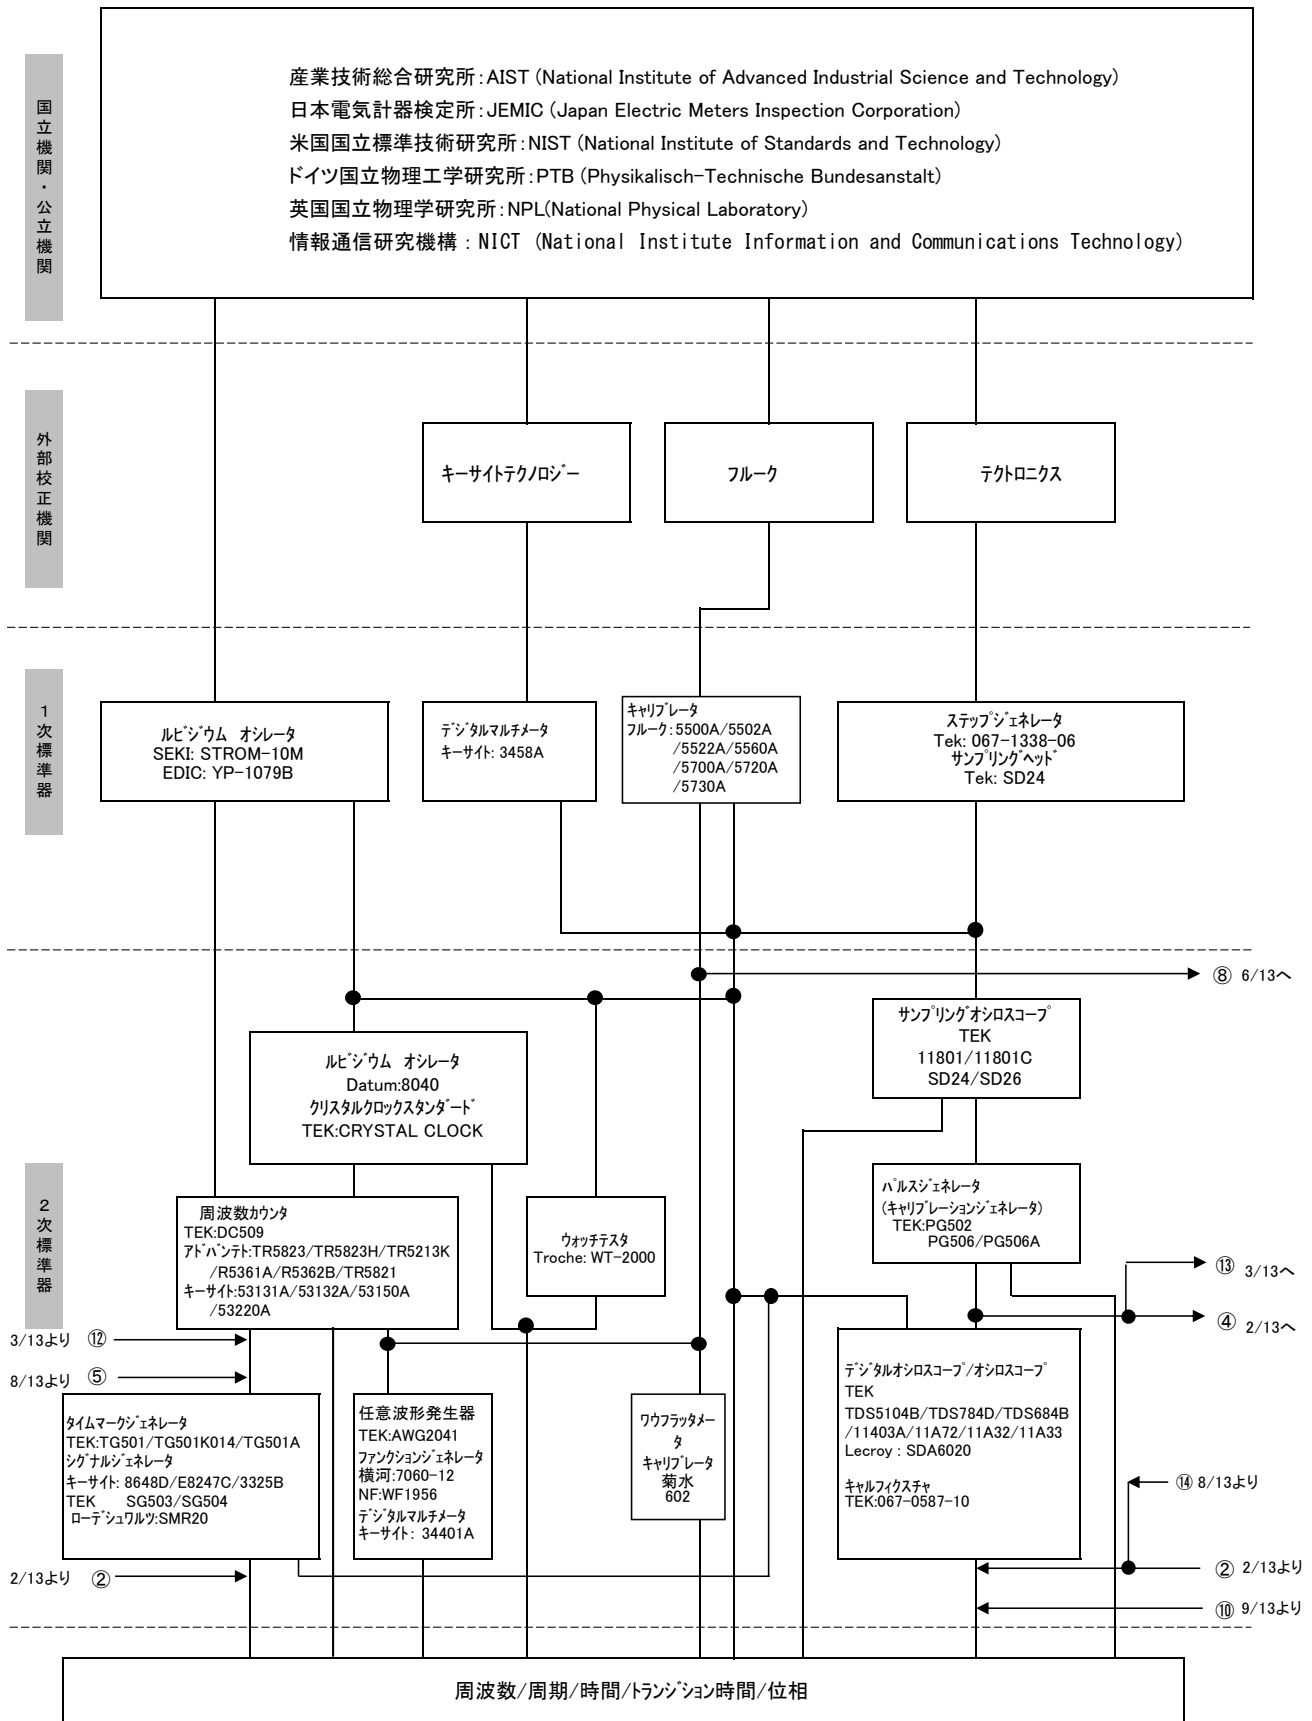 国立機関・公立機関
産業技術総合研究所：AIST (National Institute of Advanced Industrial Science and Technology)
日本電気計器検定所：JEMIC (Japan Electric Meters Inspection Corporation)
米国国立標準技術研究所：NIST (National Institute of Standards and Technology)
ドイツ国立物理工学研究所：PTB (Physikalisch-Technische Bundesanstalt)
英国国立物理学研究所：NPL(National Physical Laboratory)
情報通信研究機構 : NICT (National Institute Information and Communications Technology)
外部校正機関
キーサイトテクノロジー
フルーク
テクトロニクス
1次標準器
ルビジウム オシレータ
SEKI: STROM-10M
EDIC: YP-1079B
デジタルマルチメータ
キーサイト: 3458A
キャリブレータ
フルーク: 5500A/5502A
/5522A/5560A
/5700A/5720A
/5730A
ステップジェネレータ
Tek: 067-1338-06
サンプリングヘッド
Tek: SD24
⑧ 6/13へ
2次標準器
ルビジウム オシレータ
Datum:8040
クリスタルクロックスタンダード
TEK:CRYSTAL CLOCK
サンプリングオシロスコープ
TEK
11801/11801C
SD24/SD26
周波数カウンタ
TEK:DC509
アドバンテト:TR5823/TR5823H/TR5213K
/R5361A/R5362B/TR5821
キーサイト:53131A/53132A/53150A
/53220A
ウォッチテスタ
Troche: WT-2000
パルスジェネレータ
(キャリブレーションジェネレータ)
TEK:PG502
PG506/PG506A
⑬ 3/13へ
④ 2/13へ
3/13より ⑫
8/13より ⑤
タイムマークジェネレータ
TEK:TG501/TG501K014/TG501A
シグナルジェネレータ
キーサイト: 8648D/E8247C/3325B
TEK SG503/SG504
ローデシュワルツ:SMR20
任意波形発生器
TEK:AWG2041
ファンクションジェネレータ
横河:7060-12
NF:WF1956
デジタルマルチメータ
キーサイト: 34401A
ワウフラッタメー
タ
キャリブレータ
菊水
602
デジタルオシロスコープ/オシロスコープ
TEK
TDS5104B/TDS784D/TDS684B
/11403A/11A72/11A32/11A33
Lecroy : SDA6020
キャルフィクスチャ
TEK:067-0587-10
⑭ 8/13より
2/13より ②
② 2/13より
⑩ 9/13より
周波数/周期/時間/トランジション時間/位相